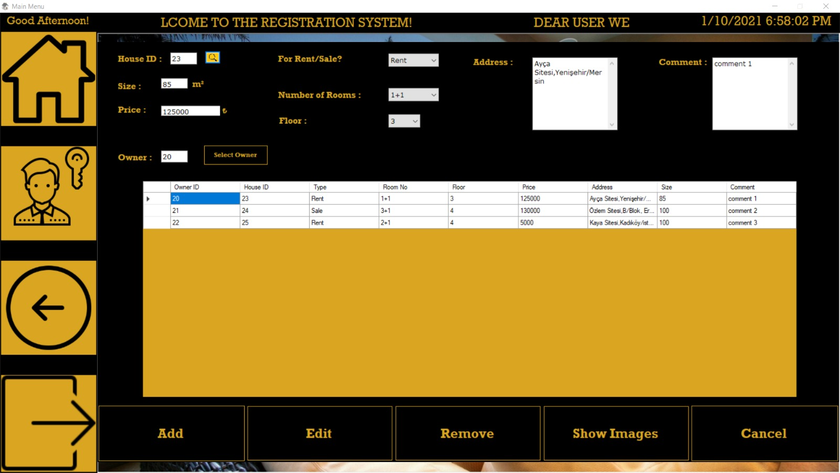 Main Menu
Good Afternoon!
LCOME TO THE REGISTRATION SYSTEM!
DEAR USER WE
1/10/2021 6:58:02 PM
House ID : 23
For Rent/Sale? Rent
Address : Ayça
Sitesi,Yenişehir/Mer
sin
Comment : comment 1
Size : 85 m²
Number of Rooms : 1+1
Price : 125000 ₺
Floor : 3
Owner : 20
Select Owner
Owner ID House ID Type Room No Floor Price Address Size Comment
20 23 Rent 1+1 3 125000 Ayça Sitesi,Yenişehir/... 85 comment 1
21 24 Sale 3+1 4 130000 Özlem Sitesi,B/Blok, Er... 100 comment 2
22 25 Rent 2+1 4 5000 Kaya Sitesi,Kadıköy/ist... 100 comment 3
Add
Edit
Remove
Show Images
Cancel